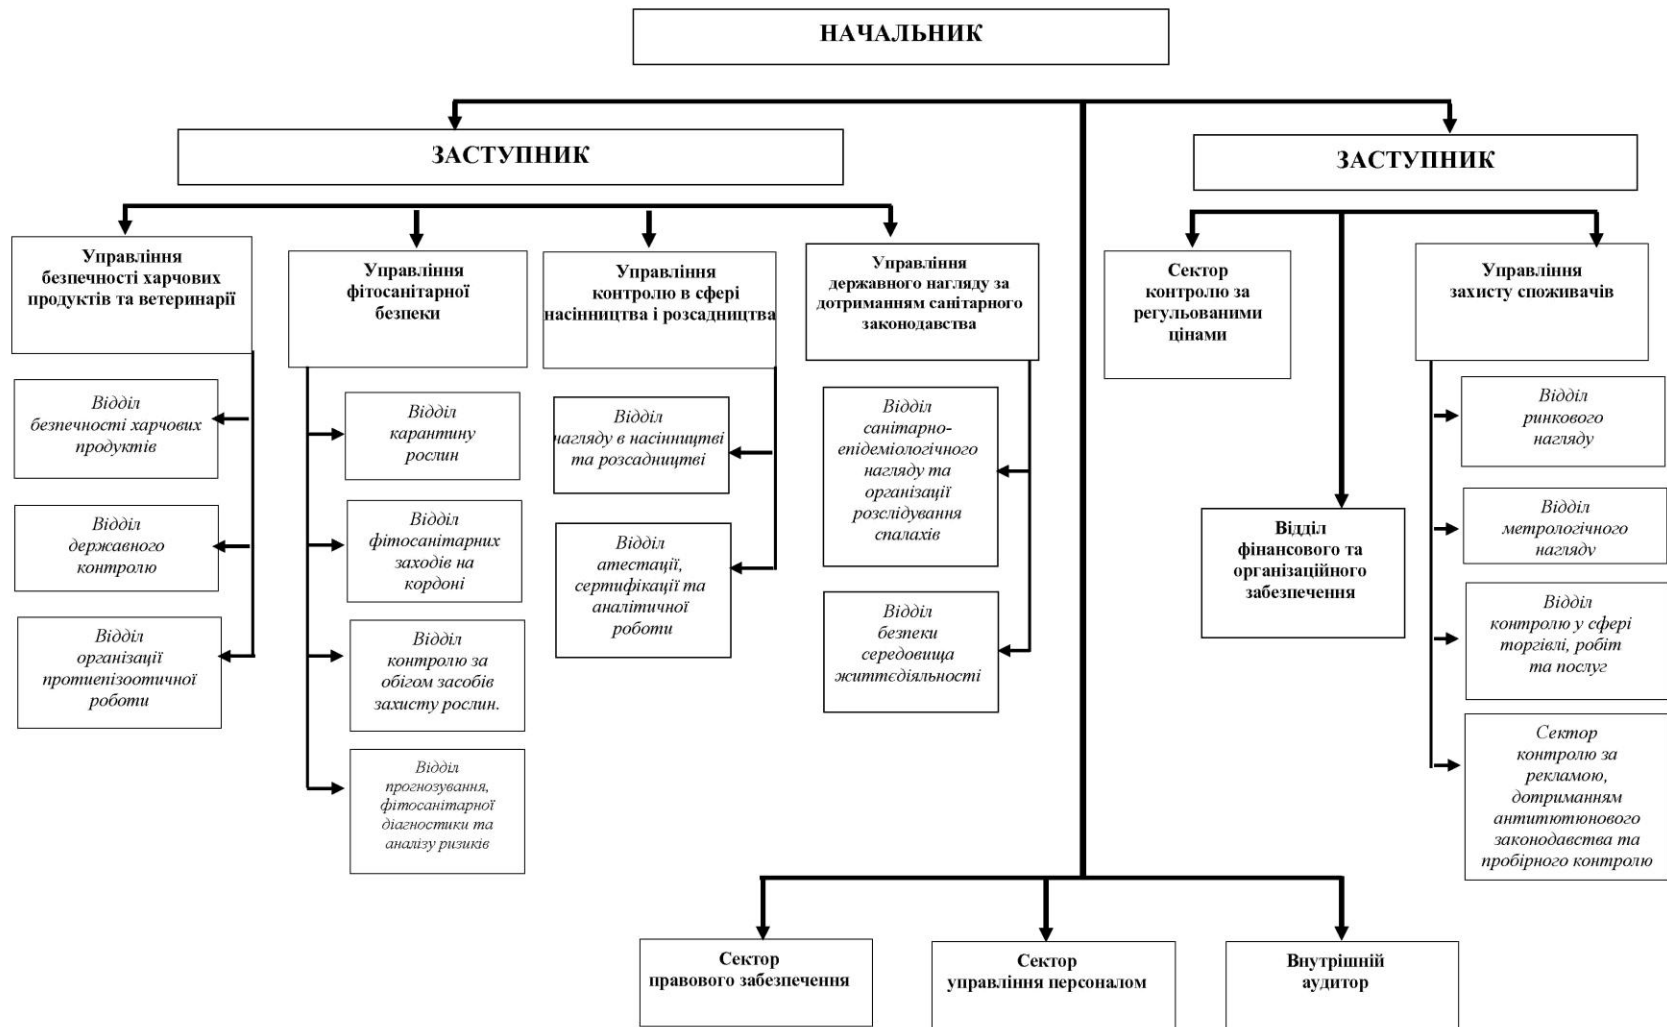 НАЧАЛЬНИК
ЗАСТУПНИК
ЗАСТУПНИК
Управління
безпечності харчових
продуктів та ветеринарії
Управління
фітосанітарної
безпеки
Управління
контролю в сфері
насінництва і розсадництва
Управління
державного нагляду за
дотриманням санітарного
законодавства
Сектор
контролю за
регульованими
цінами
Управління
захисту споживачів
Відділ
безпечності харчових
продуктів
Відділ
державного
контролю
Відділ
організації
протиепізоотичної
роботи
Відділ
карантину
рослин
Відділ
фітосанітарних
заходів на
кордоні
Відділ
контролю за
обігом засобів
захисту рослин.
Відділ
прогнозування,
фітосанітарної
діагностики та
аналізу ризиків
Відділ
нагляду в насінництві
та розсадництві
Відділ
атестації,
сертифікації та
аналітичної
роботи
Відділ
санітарно-
епідеміологічного
нагляду та
організації
розслідування
спалахів
Відділ
безпеки
середовища
життєдіяльності
Відділ
фінансового та
організаційного
забезпечення
Відділ
ринкового
нагляду
Відділ
метрологічного
нагляду
Відділ
контролю у сфері
торгівлі, робіт
та послуг
Сектор
контролю за
рекламою,
дотриманням
антитютюнового
законодавства та
пробірного контролю
Сектор
правового забезпечення
Сектор
управління персоналом
Внутрішній
аудитор